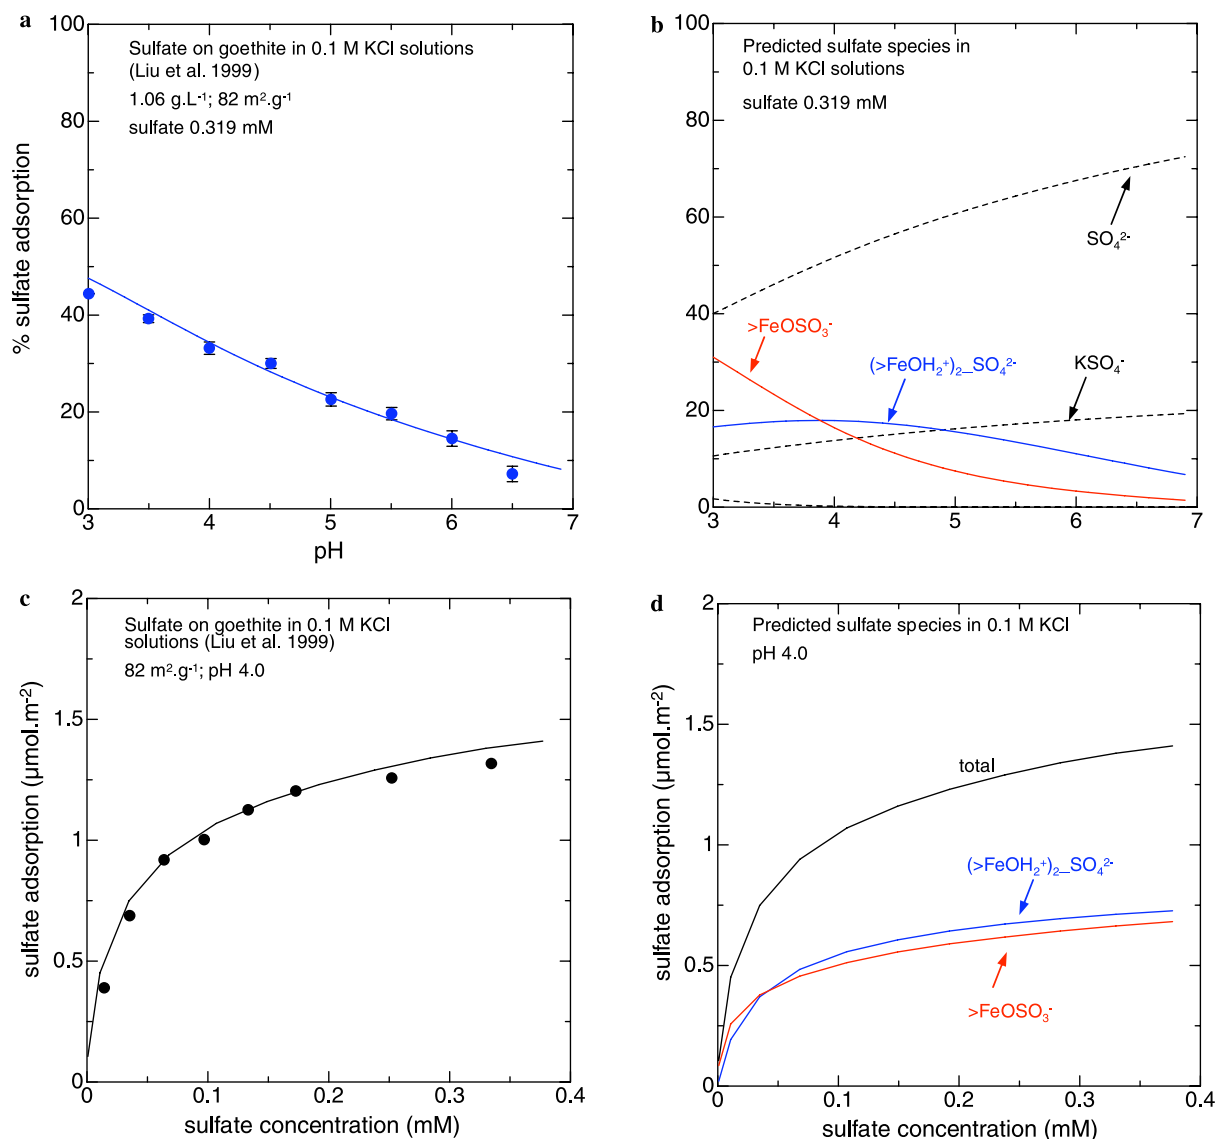 a
100
80
60
40
20
0
% sulfate adsorption
Sulfate on goethite in 0.1 M KCl solutions
(Liu et al. 1999)
1.06 g.L⁻¹; 82 m².g⁻¹
sulfate 0.319 mM
3 4 5 6 7
pH
b
100
80
60
40
20
0
Predicted sulfate species in
0.1 M KCl solutions
sulfate 0.319 mM
SO₄²⁻
>FeOSO₃⁻
(>FeOH₂⁺)₂_SO₄²⁻
KSO₄⁻
3 4 5 6 7
c
2
1.5
1
0.5
0
sulfate adsorption (µmol.m⁻²)
Sulfate on goethite in 0.1 M KCl
solutions (Liu et al. 1999)
82 m².g⁻¹; pH 4.0
0 0.1 0.2 0.3 0.4
sulfate concentration (mM)
d
2
1.5
1
0.5
0
sulfate adsorption (µmol.m⁻²)
Predicted sulfate species in 0.1 M KCl
pH 4.0
total
(>FeOH₂⁺)₂_SO₄²⁻
>FeOSO₃⁻
0 0.1 0.2 0.3 0.4
sulfate concentration (mM)